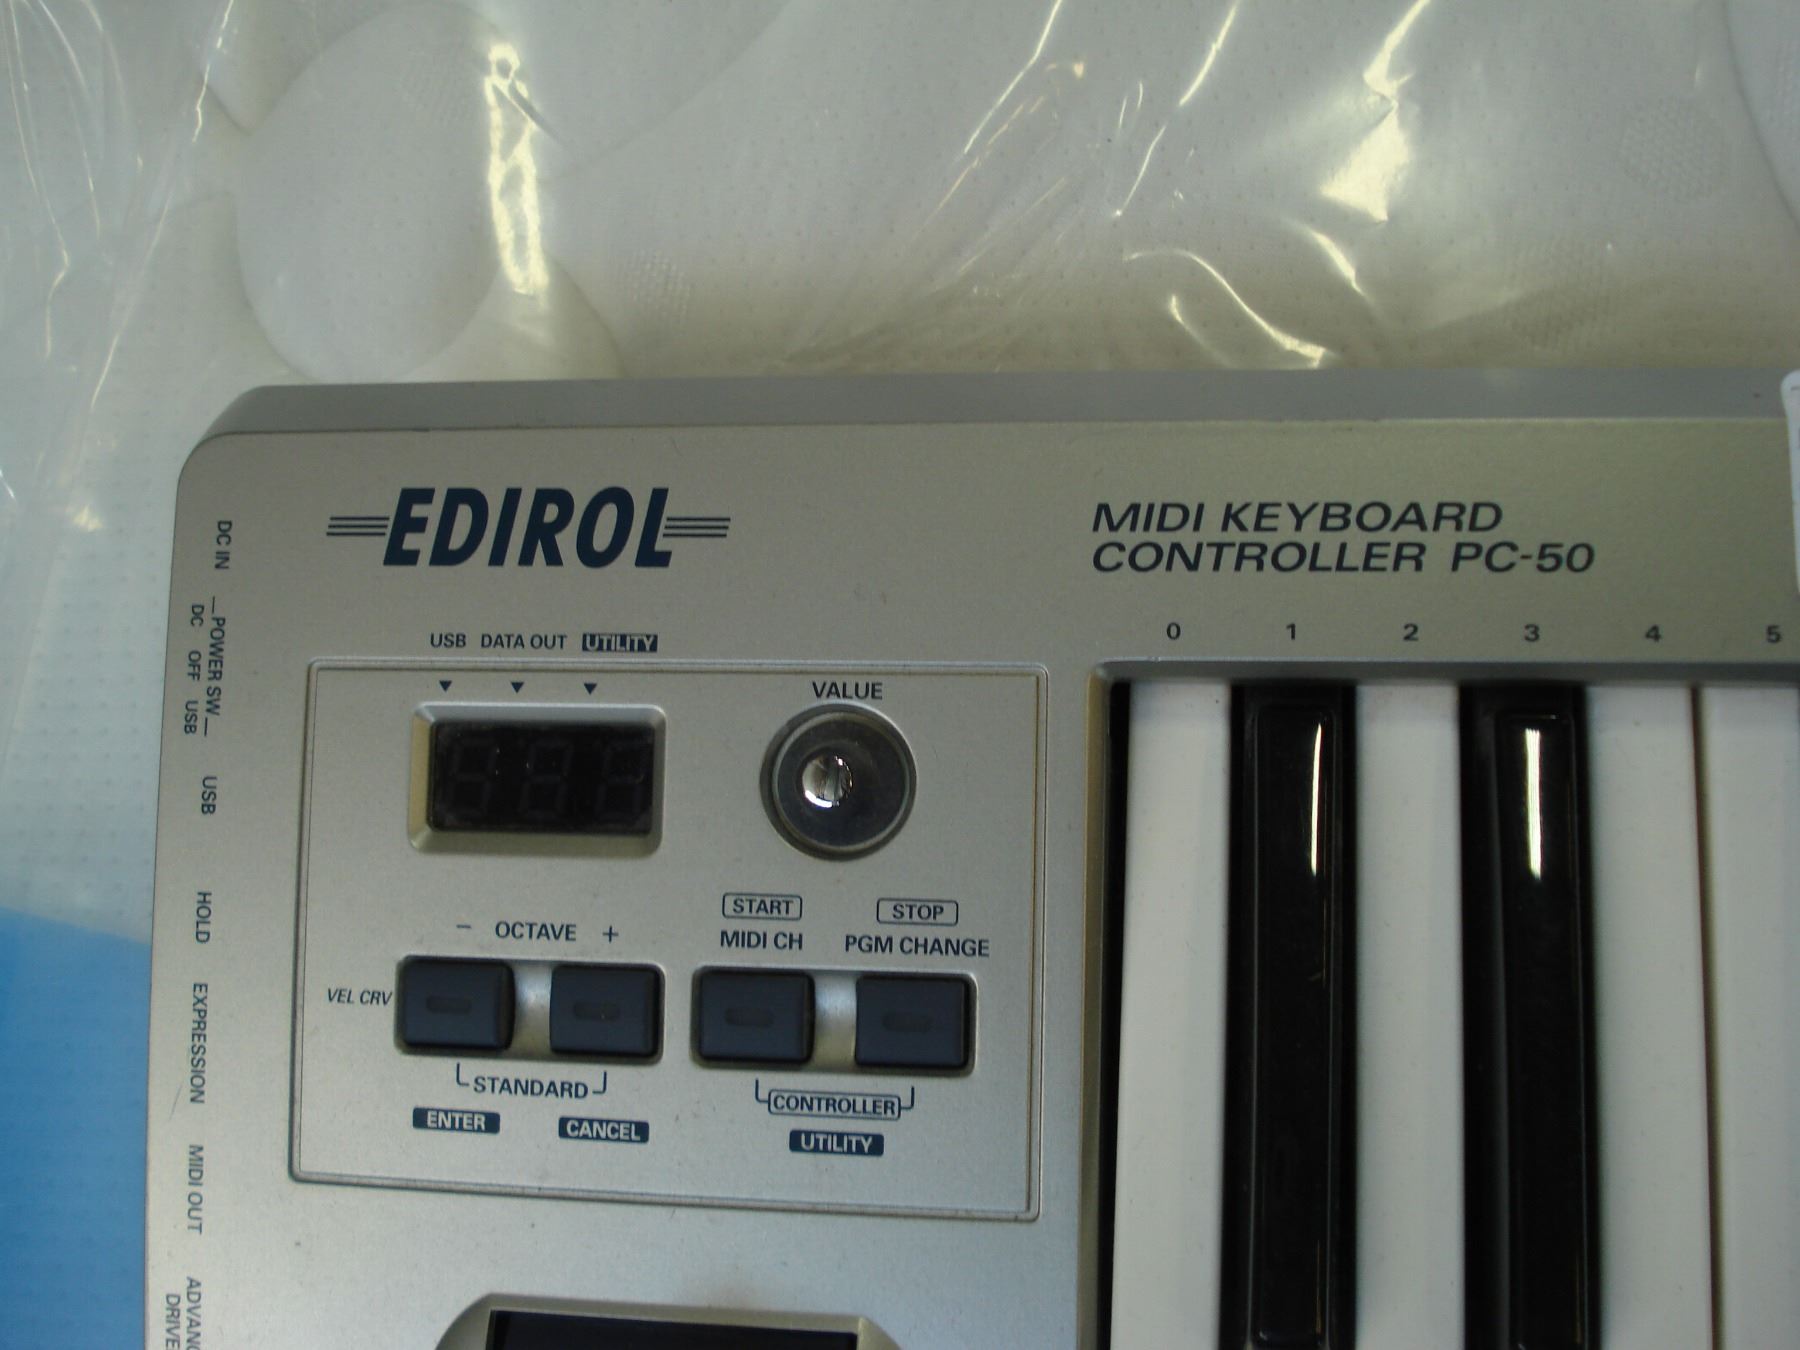 EDIROL
MIDI KEYBOARD
CONTROLLER PC-50
0 1 2 3 4 5
USB DATA OUT UTILITY
VALUE
START STOP
- OCTAVE + MIDI CH PGM CHANGE
VEL CRV
STANDARD CONTROLLER
ENTER CANCEL UTILITY
DC IN
POWER SW
DC OFF USB
USB
HOLD
EXPRESSION
MIDI OUT